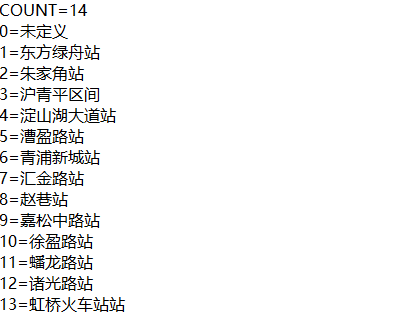 COUNT=14
0=未定义
1=东方绿舟站
2=朱家角站
3=沪青平区间
4=淀山湖大道站
5=漕盈路站
6=青浦新城站
7=汇金路站
8=赵巷站
9=嘉松中路站
10=徐盈路站
11=蟠龙路站
12=诸光路站
13=虹桥火车站站